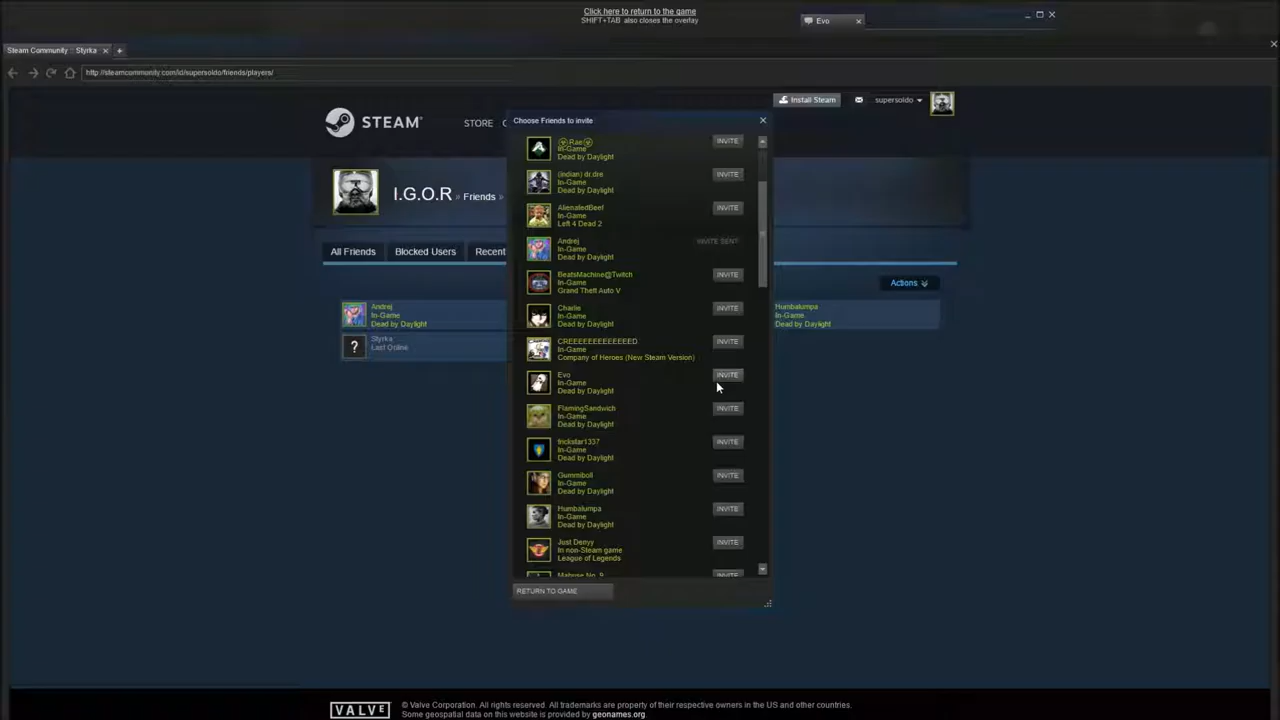 Click here to return to the game
SHIFT+TAB also closes the overlay
Evo
Steam Community :: Styrka
http://steamcommunity.com/id/supersoldo/friends/players/
Install Steam
supersoldo
STEAM
STORE
I.G.O.R » Friends »
All Friends
Blocked Users
Recent
Actions
Andrej
In-Game
Dead by Daylight
Styrka
Last Online
Humbalumpa
In-Game
Dead by Daylight
Choose Friends to invite
Rae
In-Game
Dead by Daylight
INVITE
(indian) dr.dre
In-Game
Dead by Daylight
INVITE
AlienatedBeef
In-Game
Left 4 Dead 2
INVITE
Andrej
In-Game
Dead by Daylight
INVITE SENT
BeatsMachine@Twitch
In-Game
Grand Theft Auto V
INVITE
Charlie
In-Game
Dead by Daylight
INVITE
CREEEEEEEEEEEEED
In-Game
Company of Heroes (New Steam Version)
INVITE
Evo
In-Game
Dead by Daylight
INVITE
FlamingSandwich
In-Game
Dead by Daylight
INVITE
In-Game
Dead by Daylight
INVITE
Gummiboll
In-Game
Dead by Daylight
INVITE
Humbalumpa
In-Game
Dead by Daylight
INVITE
Just Denyy
In non-Steam game
League of Legends
INVITE
No. 9
INVITE
RETURN TO GAME
VALVE
© Valve Corporation. All rights reserved. All trademarks are property of their respective owners in the US and other countries.
Some geospatial data on this website is provided by geonames.org.